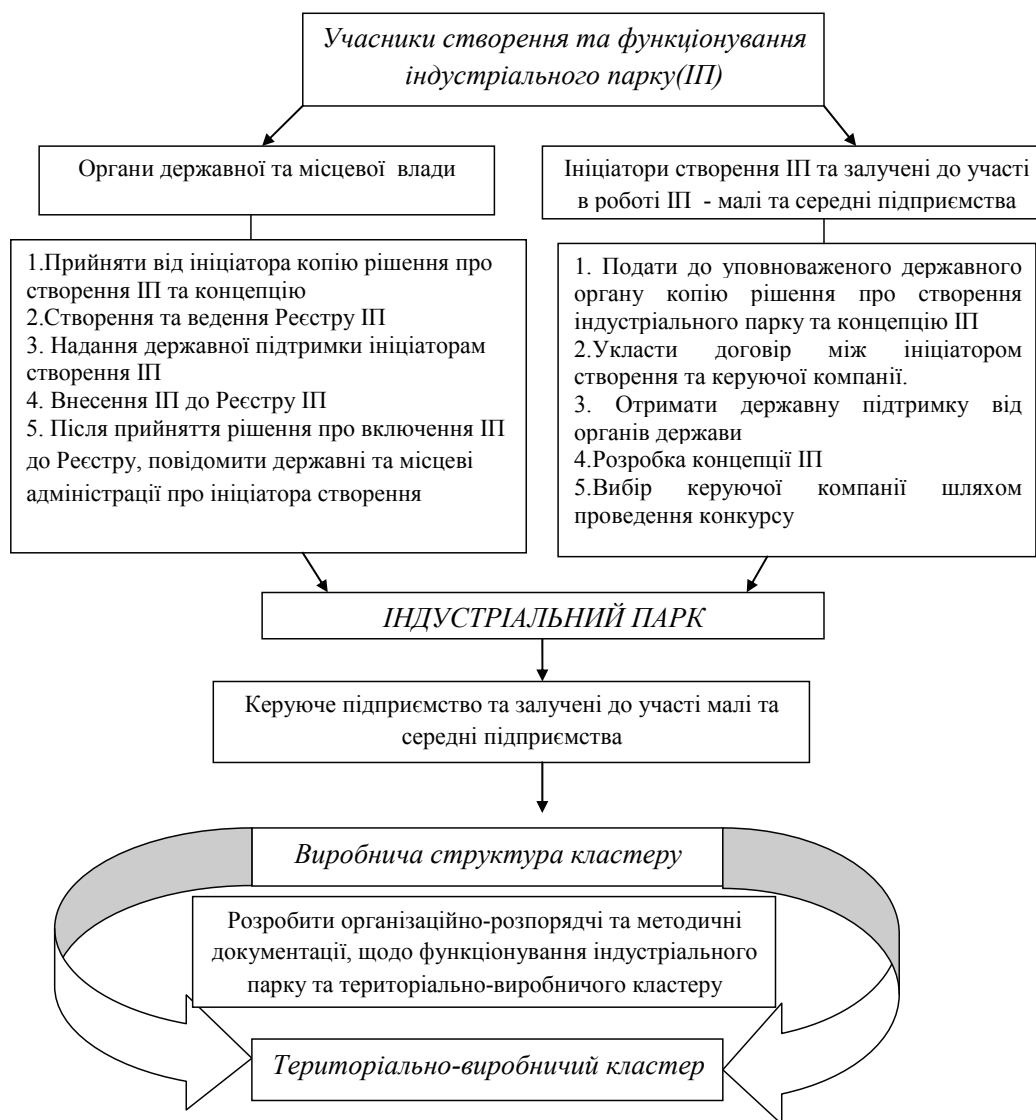 Учасники створення та функціонування
індустріального парку(ІП)
Органи державної та місцевої влади
Ініціатори створення ІП та залучені до участі
в роботі ІП - малі та середні підприємства
1.Прийняти від ініціатора копію рішення про
створення ІП та концепцію
2.Створення та ведення Реєстру ІП
3. Надання державної підтримки ініціаторам
створення ІП
4. Внесення ІП до Реєстру ІП
5. Після прийняття рішення про включення ІП
до Реєстру, повідомити державні та місцеві
адміністрації про ініціатора створення
1. Подати до уповноваженого державного
органу копію рішення про створення
індустріального парку та концепцію ІП
2.Укласти договір між ініціатором
створення та керуючої компанії.
3. Отримати державну підтримку від
органів держави
4.Розробка концепції ІП
5.Вибір керуючої компанії шляхом
проведення конкурсу
ІНДУСТРІАЛЬНИЙ ПАРК
Керуюче підприємство та залучені до участі малі та
середні підприємства
Виробнича структура кластеру
Розробити організаційно-розпорядчі та методичні
документації, щодо функціонування індустріального
парку та територіально-виробничого кластеру
Територіально-виробничий кластер